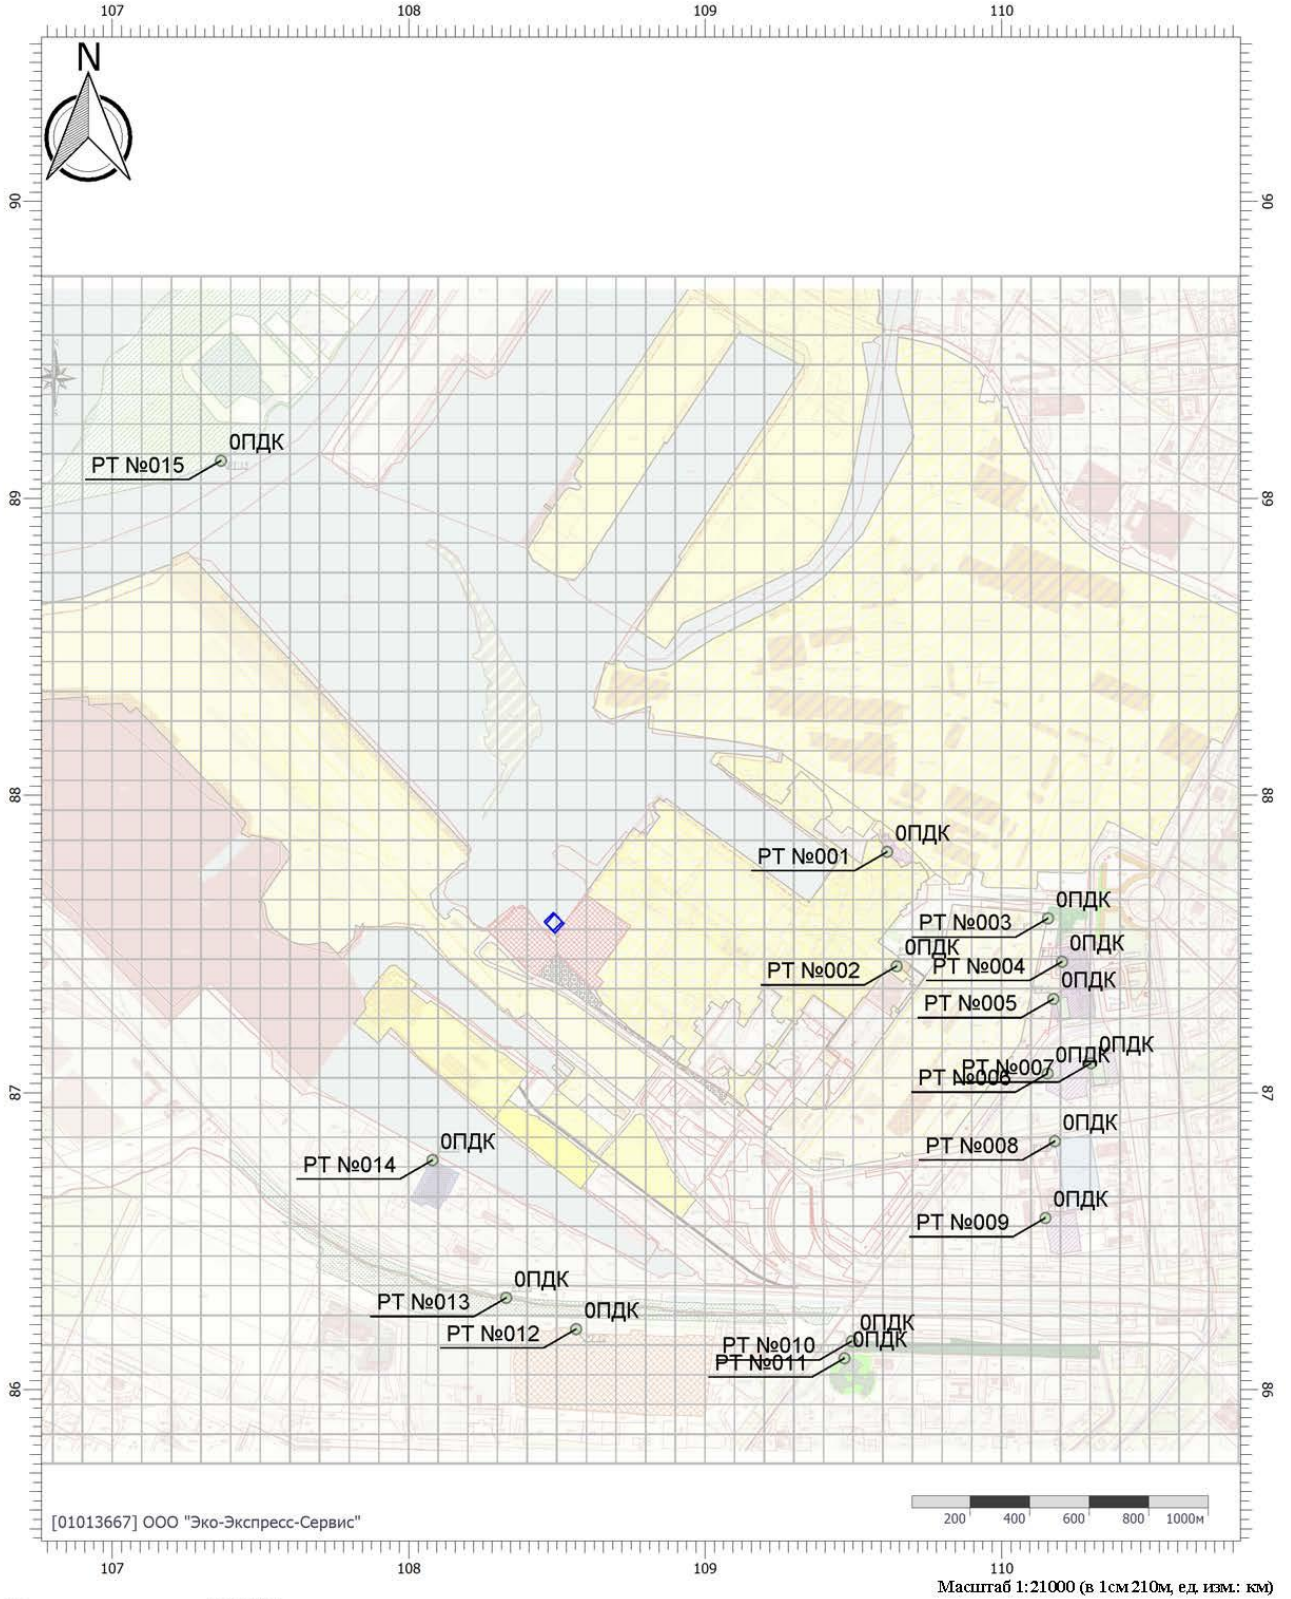 107 108 109 110
N
90 90
0ПДК
РТ №015
89 89
88 88
0ПДК
РТ №001
0ПДК
РТ №003
0ПДК
РТ №002
0ПДК
РТ №004
0ПДК
РТ №005
0ПДК
РТ №007
0ПДК
РТ №006
87 87
0ПДК
РТ №008
0ПДК
РТ №014
0ПДК
РТ №009
0ПДК
РТ №013
0ПДК
РТ №012
0ПДК
РТ №010
0ПДК
РТ №011
86 86
[01013667] ООО "Эко-Экспресс-Сервис"
200 400 600 800 1000м
107 108 109 110
Масштаб 1:21000 (в 1см 210м, ед. изм.: км)